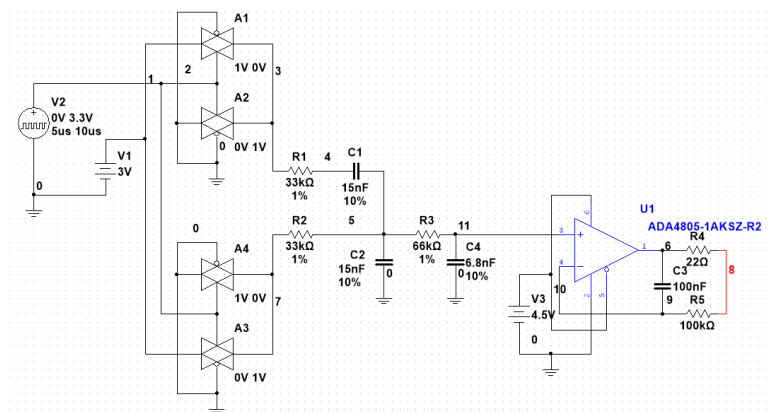 A1
1V 0V
3
2
1
V2
0V 3.3V
5us 10us
A2
0
0V 1V
V1
3V
0
R1
33kΩ
1%
4
C1
15nF
10%
0
R2
33kΩ
1%
5
R3
66kΩ
1%
11
C2
15nF
10%
0
C4
6.8nF
10%
0
A4
1V 0V
7
A3
0V 1V
U1
ADA4805-1AKSZ-R2
3
4
6
1
2
5
6
R4
22Ω
C3
100nF
8
9
R5
100kΩ
10
V3
4.5V
0